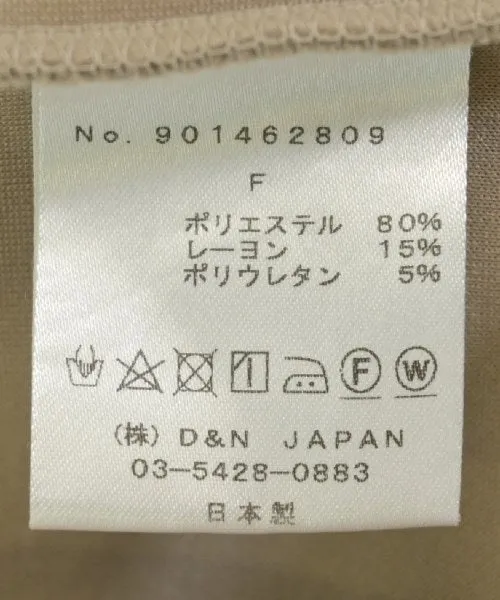 No. 901462809
F
ポリエステル 80%
レーヨン 15%
ポリウレタン 5%
F W
(株) D&N JAPAN
03-5428-0883
日本製